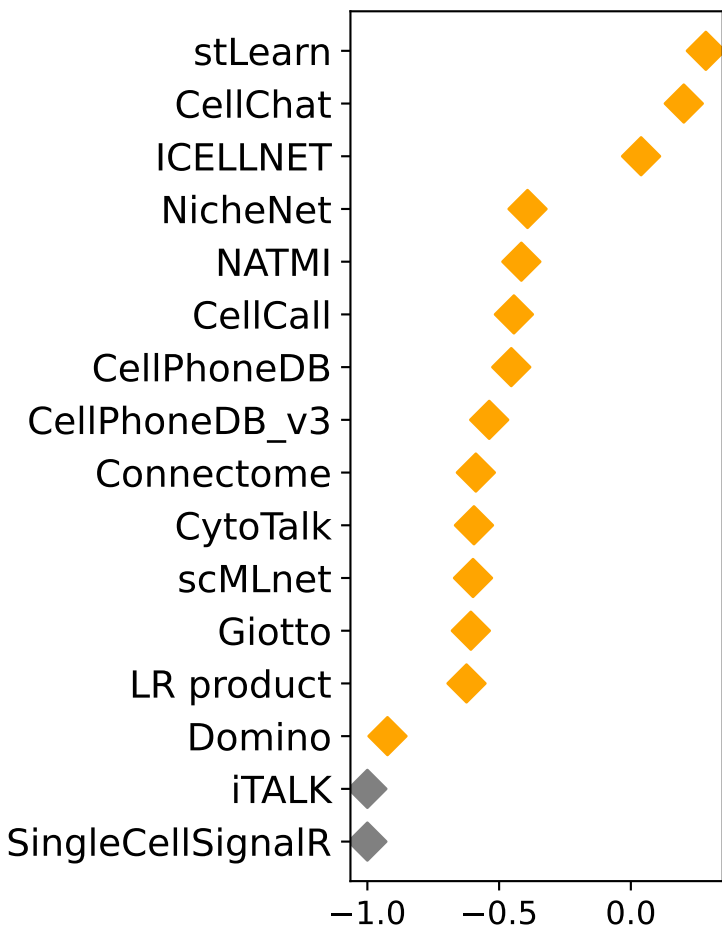 stLearn
CellChat
ICELLNET
NicheNet
NATMI
CellCall
CellPhoneDB
CellPhoneDB_v3
Connectome
CytoTalk
scMLnet
Giotto
LR product
Domino
iTALK
SingleCellSignalR
−1.0 −0.5 0.0